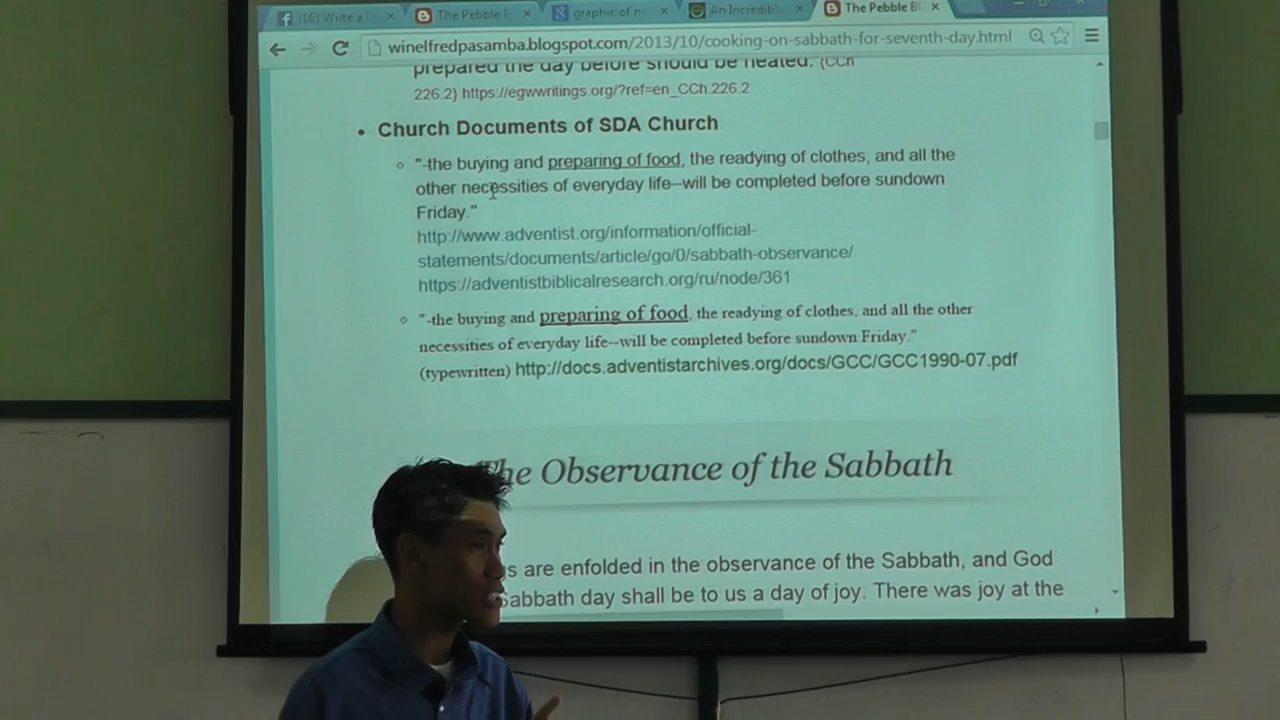 (16) Write a
The Pebble
graphic of n
An Incredibl
The Pebble Bl
winelfredpasamba.blogspot.com/2013/10/cooking-on-sabbath-for-seventh-day.html
prepared the day before should be heated. {CCh
226.2} https://egwwritings.org/?ref=en_CCh.226.2
• Church Documents of SDA Church
"-the buying and preparing of food, the readying of clothes, and all the
other necessities of everyday life--will be completed before sundown
Friday."
http://www.adventist.org/information/official-
statements/documents/article/go/0/sabbath-observance/
https://adventistbiblicalresearch.org/ru/node/361
"-the buying and preparing of food, the readying of clothes, and all the other
necessities of everyday life--will be completed before sundown Friday."
(typewritten) http://docs.adventistarchives.org/docs/GCC/GCC1990-07.pdf
The Observance of the Sabbath
s are enfolded in the observance of the Sabbath, and God
Sabbath day shall be to us a day of joy. There was joy at the